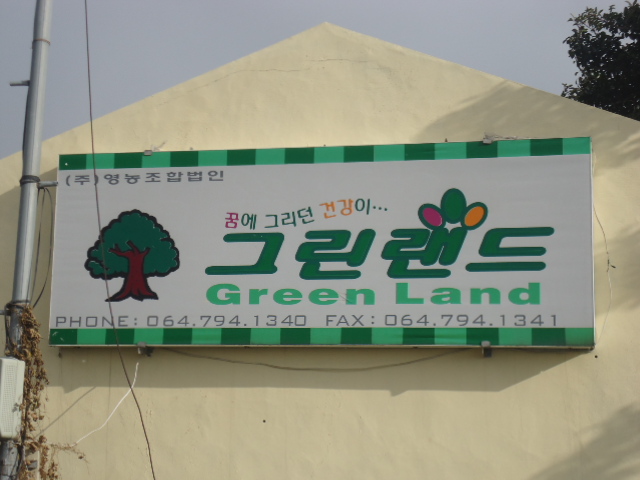 (주)영농조합법인
꿈에 그리던 건강이...
그린랜드
Green Land
PHONE: 064.794.1340 FAX: 064.794.1341